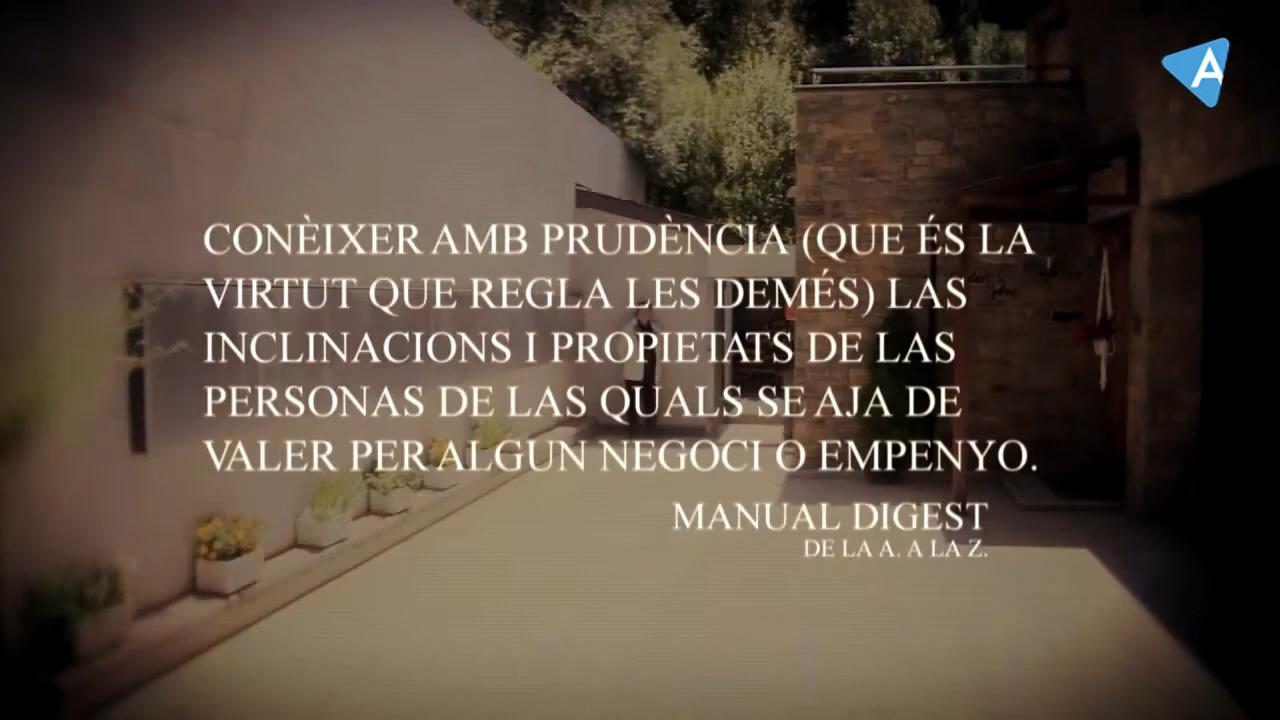 A
CONÈIXER AMB PRUDÈNCIA (QUE ÉS LA
VIRTUT QUE REGLA LES DEMÉS) LAS
INCLINACIONS I PROPIETATS DE LAS
PERSONAS DE LAS QUALS SE AJA DE
VALER PER ALGUN NEGOCI O EMPENYO.
MANUAL DIGEST
DE LA A. A LA Z.